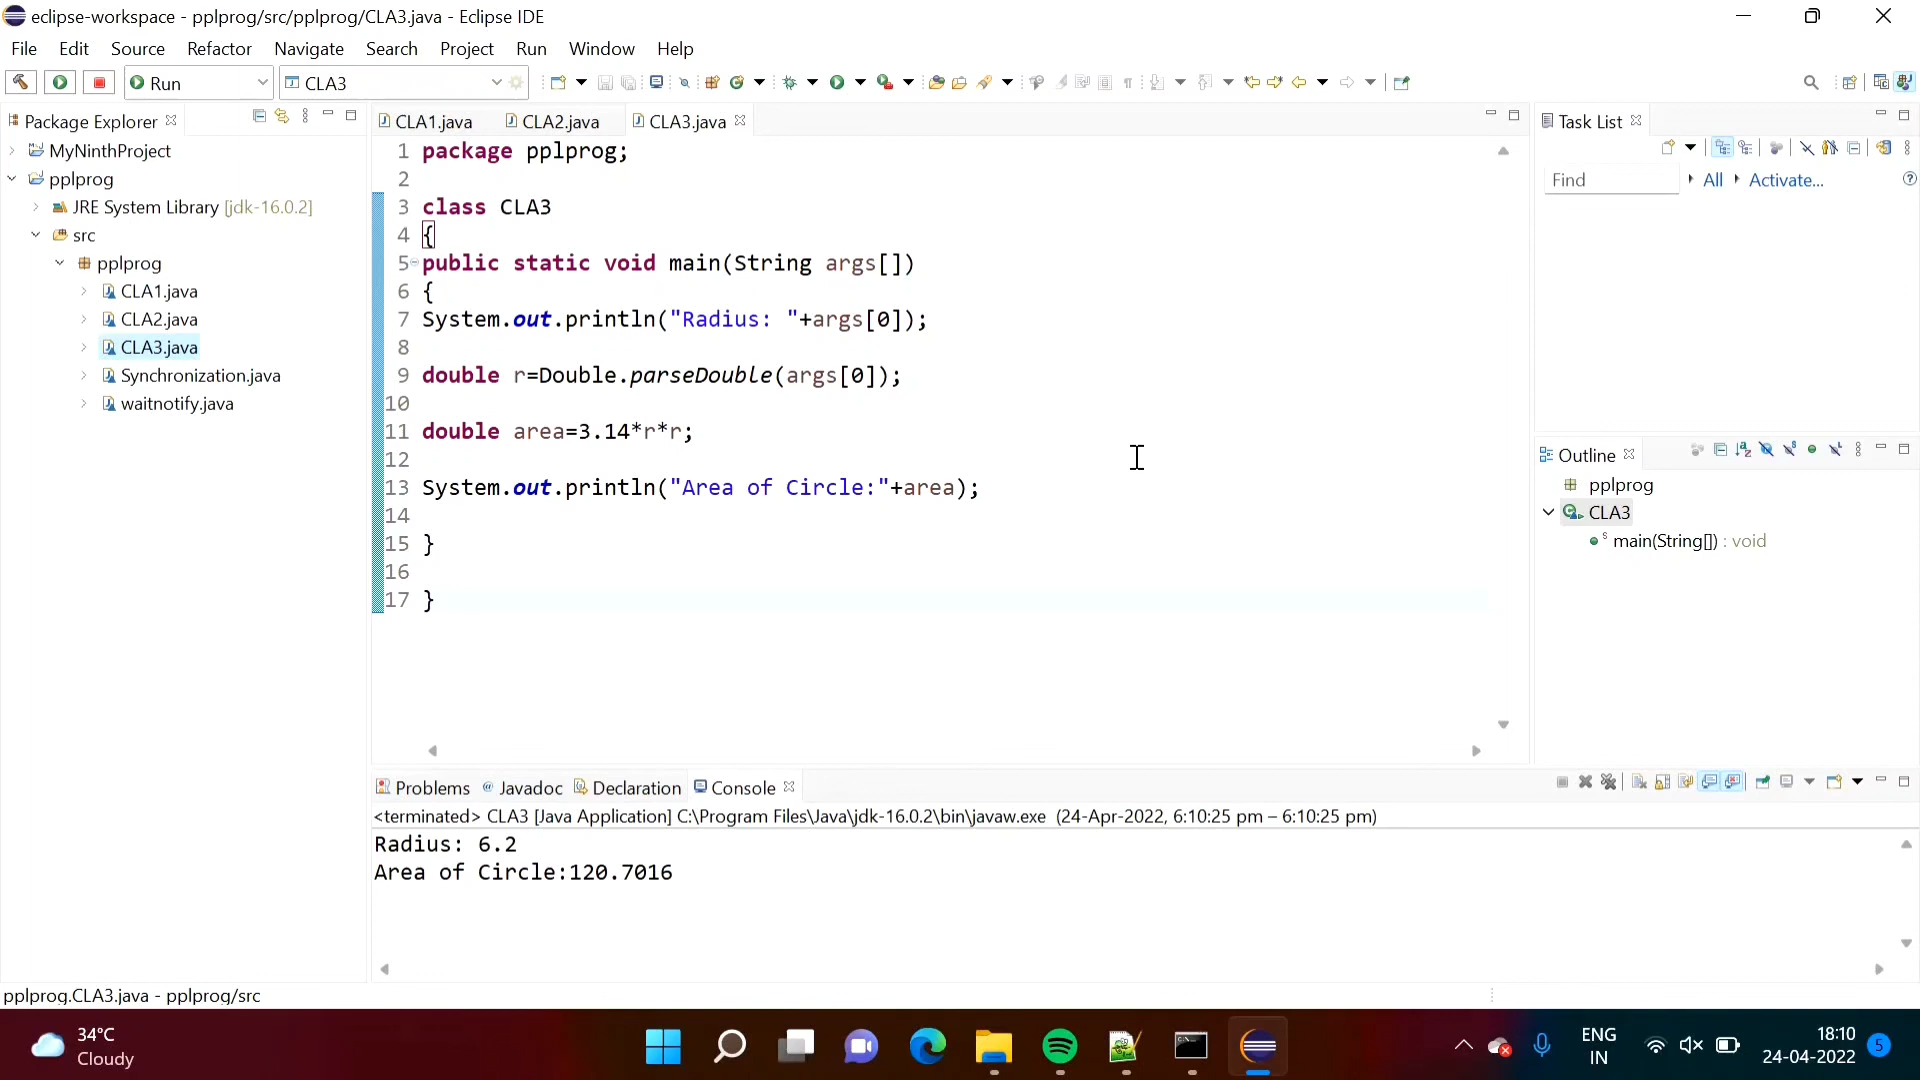 eclipse-workspace - pplprog/src/pplprog/CLA3.java - Eclipse IDE
File Edit Source Refactor Navigate Search Project Run Window Help
Run CLA3
Package Explorer
MyNinthProject
pplprog
JRE System Library [jdk-16.0.2]
src
pplprog
CLA1.java
CLA2.java
CLA3.java
Synchronization.java
waitnotify.java
CLA1.java CLA2.java CLA3.java
1 package pplprog;
2
3 class CLA3
4 {
5 public static void main(String args[])
6 {
7 System.out.println("Radius: "+args[0]);
8
9 double r=Double.parseDouble(args[0]);
10
11 double area=3.14*r*r;
12
13 System.out.println("Area of Circle:"+area);
14
15 }
16
17 }
Task List
Find All Activate...
Outline
pplprog
CLA3
main(String[]) : void
Problems Javadoc Declaration Console
<terminated> CLA3 [Java Application] C:\Program Files\Java\jdk-16.0.2\bin\javaw.exe (24-Apr-2022, 6:10:25 pm – 6:10:25 pm)
Radius: 6.2
Area of Circle:120.7016
pplprog.CLA3.java - pplprog/src
34°C
Cloudy
ENG
IN
18:10
24-04-2022
5